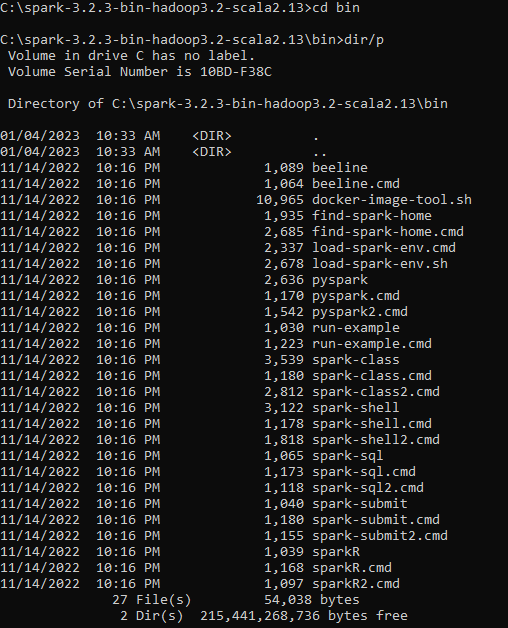 C:\spark-3.2.3-bin-hadoop3.2-scala2.13>cd bin
C:\spark-3.2.3-bin-hadoop3.2-scala2.13\bin>dir/p
Volume in drive C has no label.
Volume Serial Number is 10BD-F38C
Directory of C:\spark-3.2.3-bin-hadoop3.2-scala2.13\bin
01/04/2023 10:33 AM <DIR> .
01/04/2023 10:33 AM <DIR> ..
11/14/2022 10:16 PM 1,089 beeline
11/14/2022 10:16 PM 1,064 beeline.cmd
11/14/2022 10:16 PM 10,965 docker-image-tool.sh
11/14/2022 10:16 PM 1,935 find-spark-home
11/14/2022 10:16 PM 2,685 find-spark-home.cmd
11/14/2022 10:16 PM 2,337 load-spark-env.cmd
11/14/2022 10:16 PM 2,678 load-spark-env.sh
11/14/2022 10:16 PM 2,636 pyspark
11/14/2022 10:16 PM 1,170 pyspark.cmd
11/14/2022 10:16 PM 1,542 pyspark2.cmd
11/14/2022 10:16 PM 1,030 run-example
11/14/2022 10:16 PM 1,223 run-example.cmd
11/14/2022 10:16 PM 3,539 spark-class
11/14/2022 10:16 PM 1,180 spark-class.cmd
11/14/2022 10:16 PM 2,812 spark-class2.cmd
11/14/2022 10:16 PM 3,122 spark-shell
11/14/2022 10:16 PM 1,178 spark-shell.cmd
11/14/2022 10:16 PM 1,818 spark-shell2.cmd
11/14/2022 10:16 PM 1,065 spark-sql
11/14/2022 10:16 PM 1,173 spark-sql.cmd
11/14/2022 10:16 PM 1,118 spark-sql2.cmd
11/14/2022 10:16 PM 1,040 spark-submit
11/14/2022 10:16 PM 1,180 spark-submit.cmd
11/14/2022 10:16 PM 1,155 spark-submit2.cmd
11/14/2022 10:16 PM 1,039 sparkR
11/14/2022 10:16 PM 1,168 sparkR.cmd
11/14/2022 10:16 PM 1,097 sparkR2.cmd
27 File(s) 54,038 bytes
2 Dir(s) 215,441,268,736 bytes free